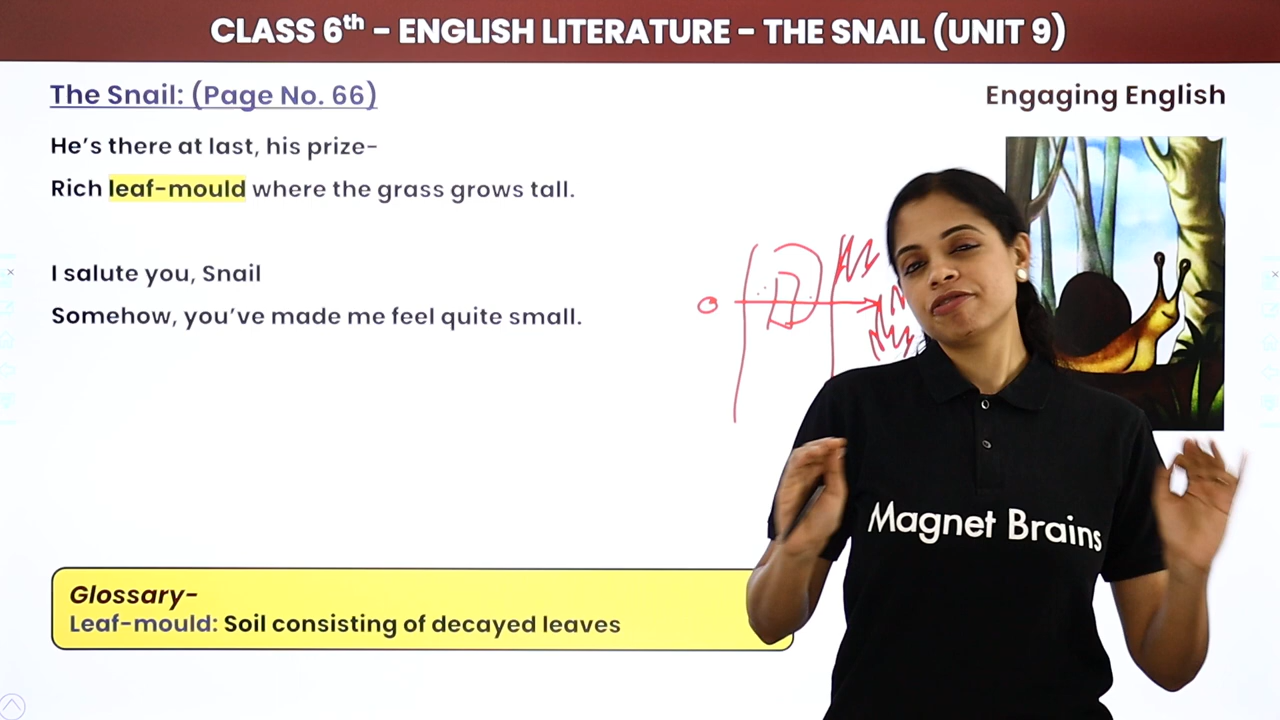 CLASS 6th - ENGLISH LITERATURE - THE SNAIL (UNIT 9)
The Snail: (Page No. 66)
Engaging English
He's there at last, his prize-
Rich leaf-mould where the grass grows tall.
I salute you, Snail
Somehow, you've made me feel quite small.
Magnet Brains
Glossary-
Leaf-mould: Soil consisting of decayed leaves